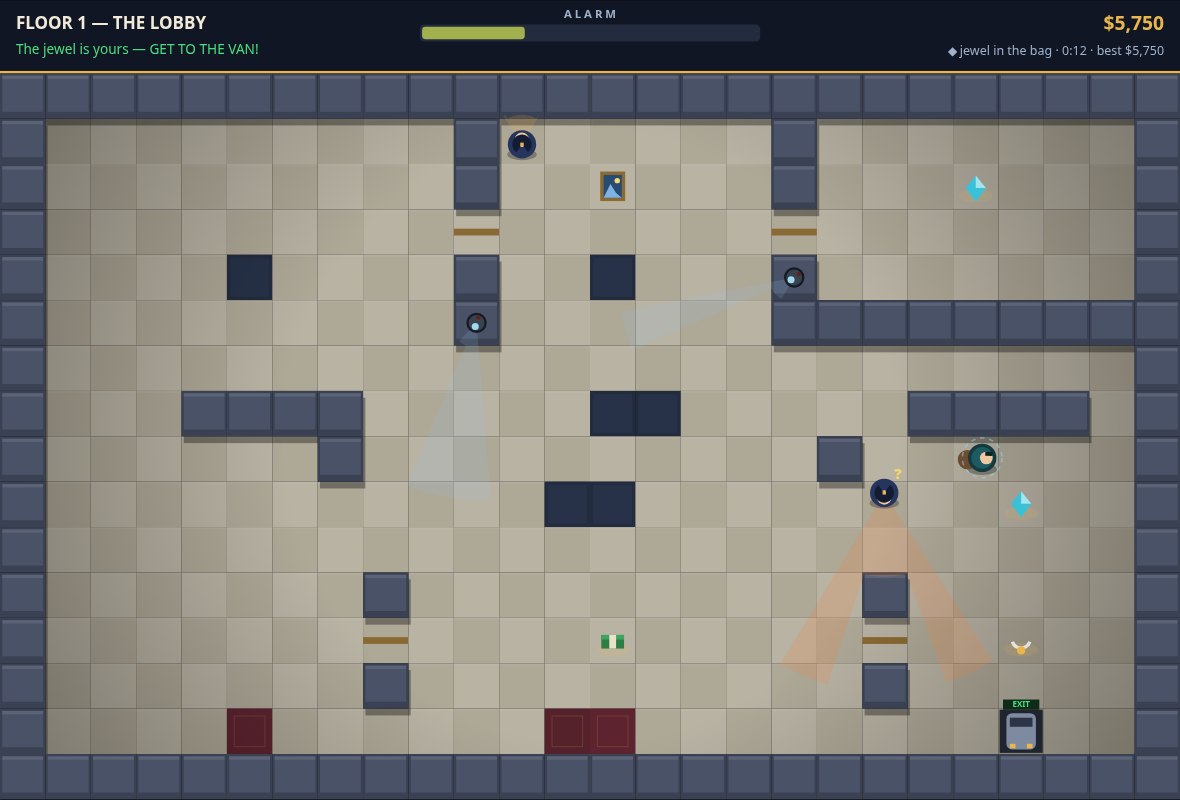 FLOOR 1 — THE LOBBY
The jewel is yours — GET TO THE VAN!
ALARM
$5,750
jewel in the bag · 0:12 · best $5,750
?
EXIT